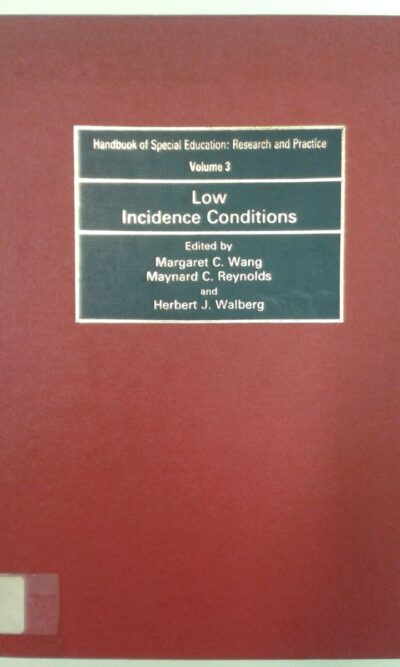 Handbook of Special Education: Research and Practice
Volume 3
Low
Incidence Conditions
Edited by
Margaret C. Wang
Maynard C. Reynolds
and
Herbert J. Walberg